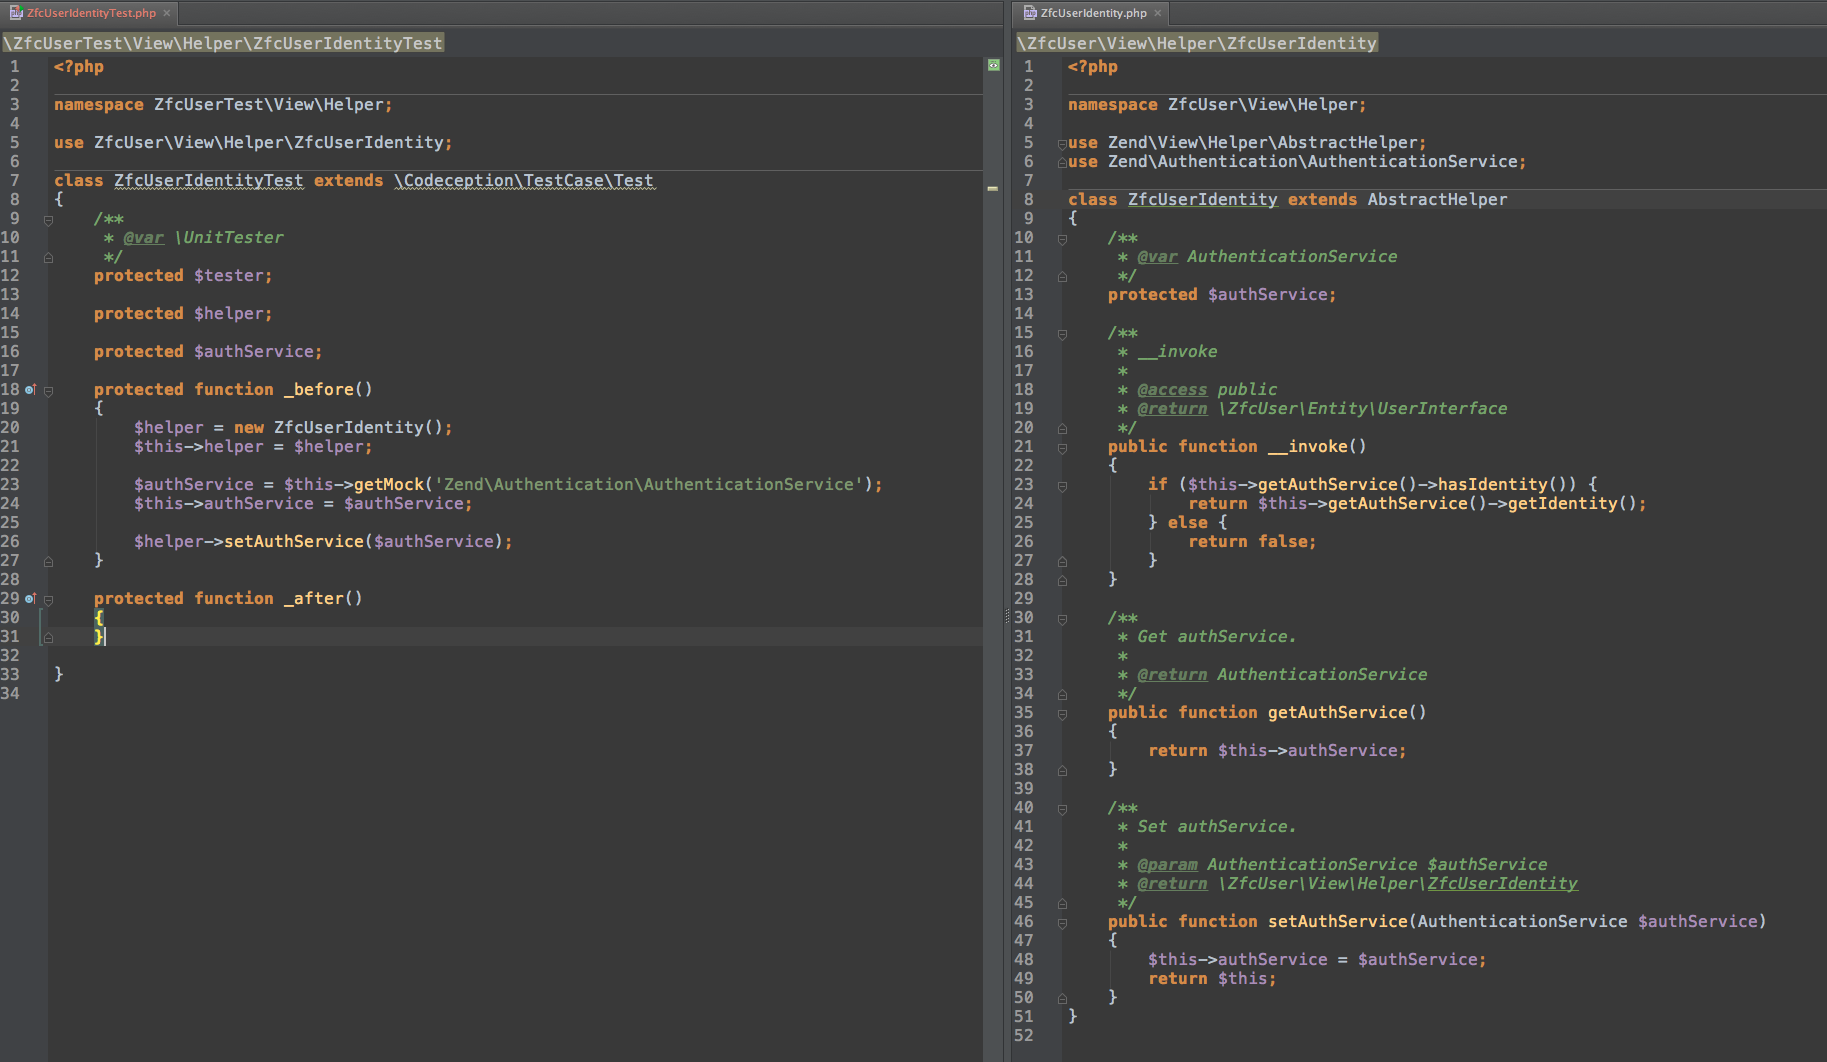 ZfcUserIdentityTest.php
\ZfcUserTest\View\Helper\ZfcUserIdentityTest
1 <?php
2
3 namespace ZfcUserTest\View\Helper;
4
5 use ZfcUser\View\Helper\ZfcUserIdentity;
6
7 class ZfcUserIdentityTest extends \Codeception\TestCase\Test
8 {
9 /**
10 * @var \UnitTester
11 */
12 protected $tester;
13
14 protected $helper;
15
16 protected $authService;
17
18 protected function _before()
19 {
20 $helper = new ZfcUserIdentity();
21 $this->helper = $helper;
22
23 $authService = $this->getMock('Zend\Authentication\AuthenticationService');
24 $this->authService = $authService;
25
26 $helper->setAuthService($authService);
27 }
28
29 protected function _after()
30 {
31 }
32
33 }
34
ZfcUserIdentity.php
\ZfcUser\View\Helper\ZfcUserIdentity
1 <?php
2
3 namespace ZfcUser\View\Helper;
4
5 use Zend\View\Helper\AbstractHelper;
6 use Zend\Authentication\AuthenticationService;
7
8 class ZfcUserIdentity extends AbstractHelper
9 {
10 /**
11 * @var AuthenticationService
12 */
13 protected $authService;
14
15 /**
16 * __invoke
17 *
18 * @access public
19 * @return \ZfcUser\Entity\UserInterface
20 */
21 public function __invoke()
22 {
23 if ($this->getAuthService()->hasIdentity()) {
24 return $this->getAuthService()->getIdentity();
25 } else {
26 return false;
27 }
28 }
29
30 /**
31 * Get authService.
32 *
33 * @return AuthenticationService
34 */
35 public function getAuthService()
36 {
37 return $this->authService;
38 }
39
40 /**
41 * Set authService.
42 *
43 * @param AuthenticationService $authService
44 * @return \ZfcUser\View\Helper\ZfcUserIdentity
45 */
46 public function setAuthService(AuthenticationService $authService)
47 {
48 $this->authService = $authService;
49 return $this;
50 }
51 }
52